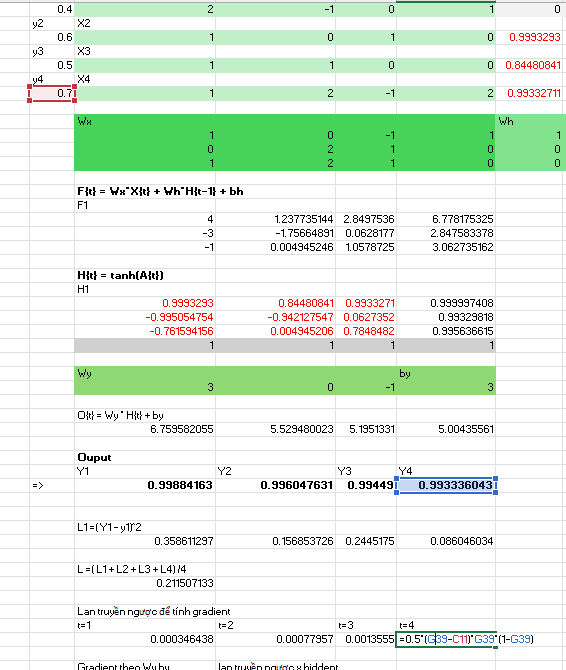 0.4 2 -1 0 1 0
y2 X2
0.6 1 0 1 0 0.9993293
y3 X3
0.5 1 1 0 0 0.84480841
y4 X4
0.7 1 2 -1 2 0.99332711
Wx Wh
1 0 -1 1 1
0 2 1 0 0
1 2 1 0 0
F{t} = Wx*X{t} + Wh*H{t-1} + bh
F1
4 1.237735144 2.8497536 6.778175325
-3 -1.75664891 0.0628177 2.847583378
-1 0.004945246 1.0578725 3.062735162
H{t} = tanh(A{t})
H1
0.9993293 0.84480841 0.9933271 0.999997408
-0.995054754 -0.942127547 0.0627352 0.99329818
-0.761594156 0.004945206 0.7848482 0.995636615
1 1 1 1
Wy by
3 0 -1 3
O{t} = Wy * H{t} + by
6.759582055 5.529480023 5.1951331 5.00435561
Ouput
Y1 Y2 Y3 Y4
=> 0.99884163 0.996047631 0.99449 0.993336043
L1=(Y1-y1)^2
0.358611297 0.156853726 0.2445175 0.086046034
L =( L1+L2+L3+L4) /4
0.211507133
Lan truyền ngược để tính gradient
t=1 t=2 t=3 t=4
0.000346438 0.00077957 0.0013555 =0.5*(G39-C11)*G39*(1-G39)
Gradient theo Wy,by lan truyền ngược x hiddent